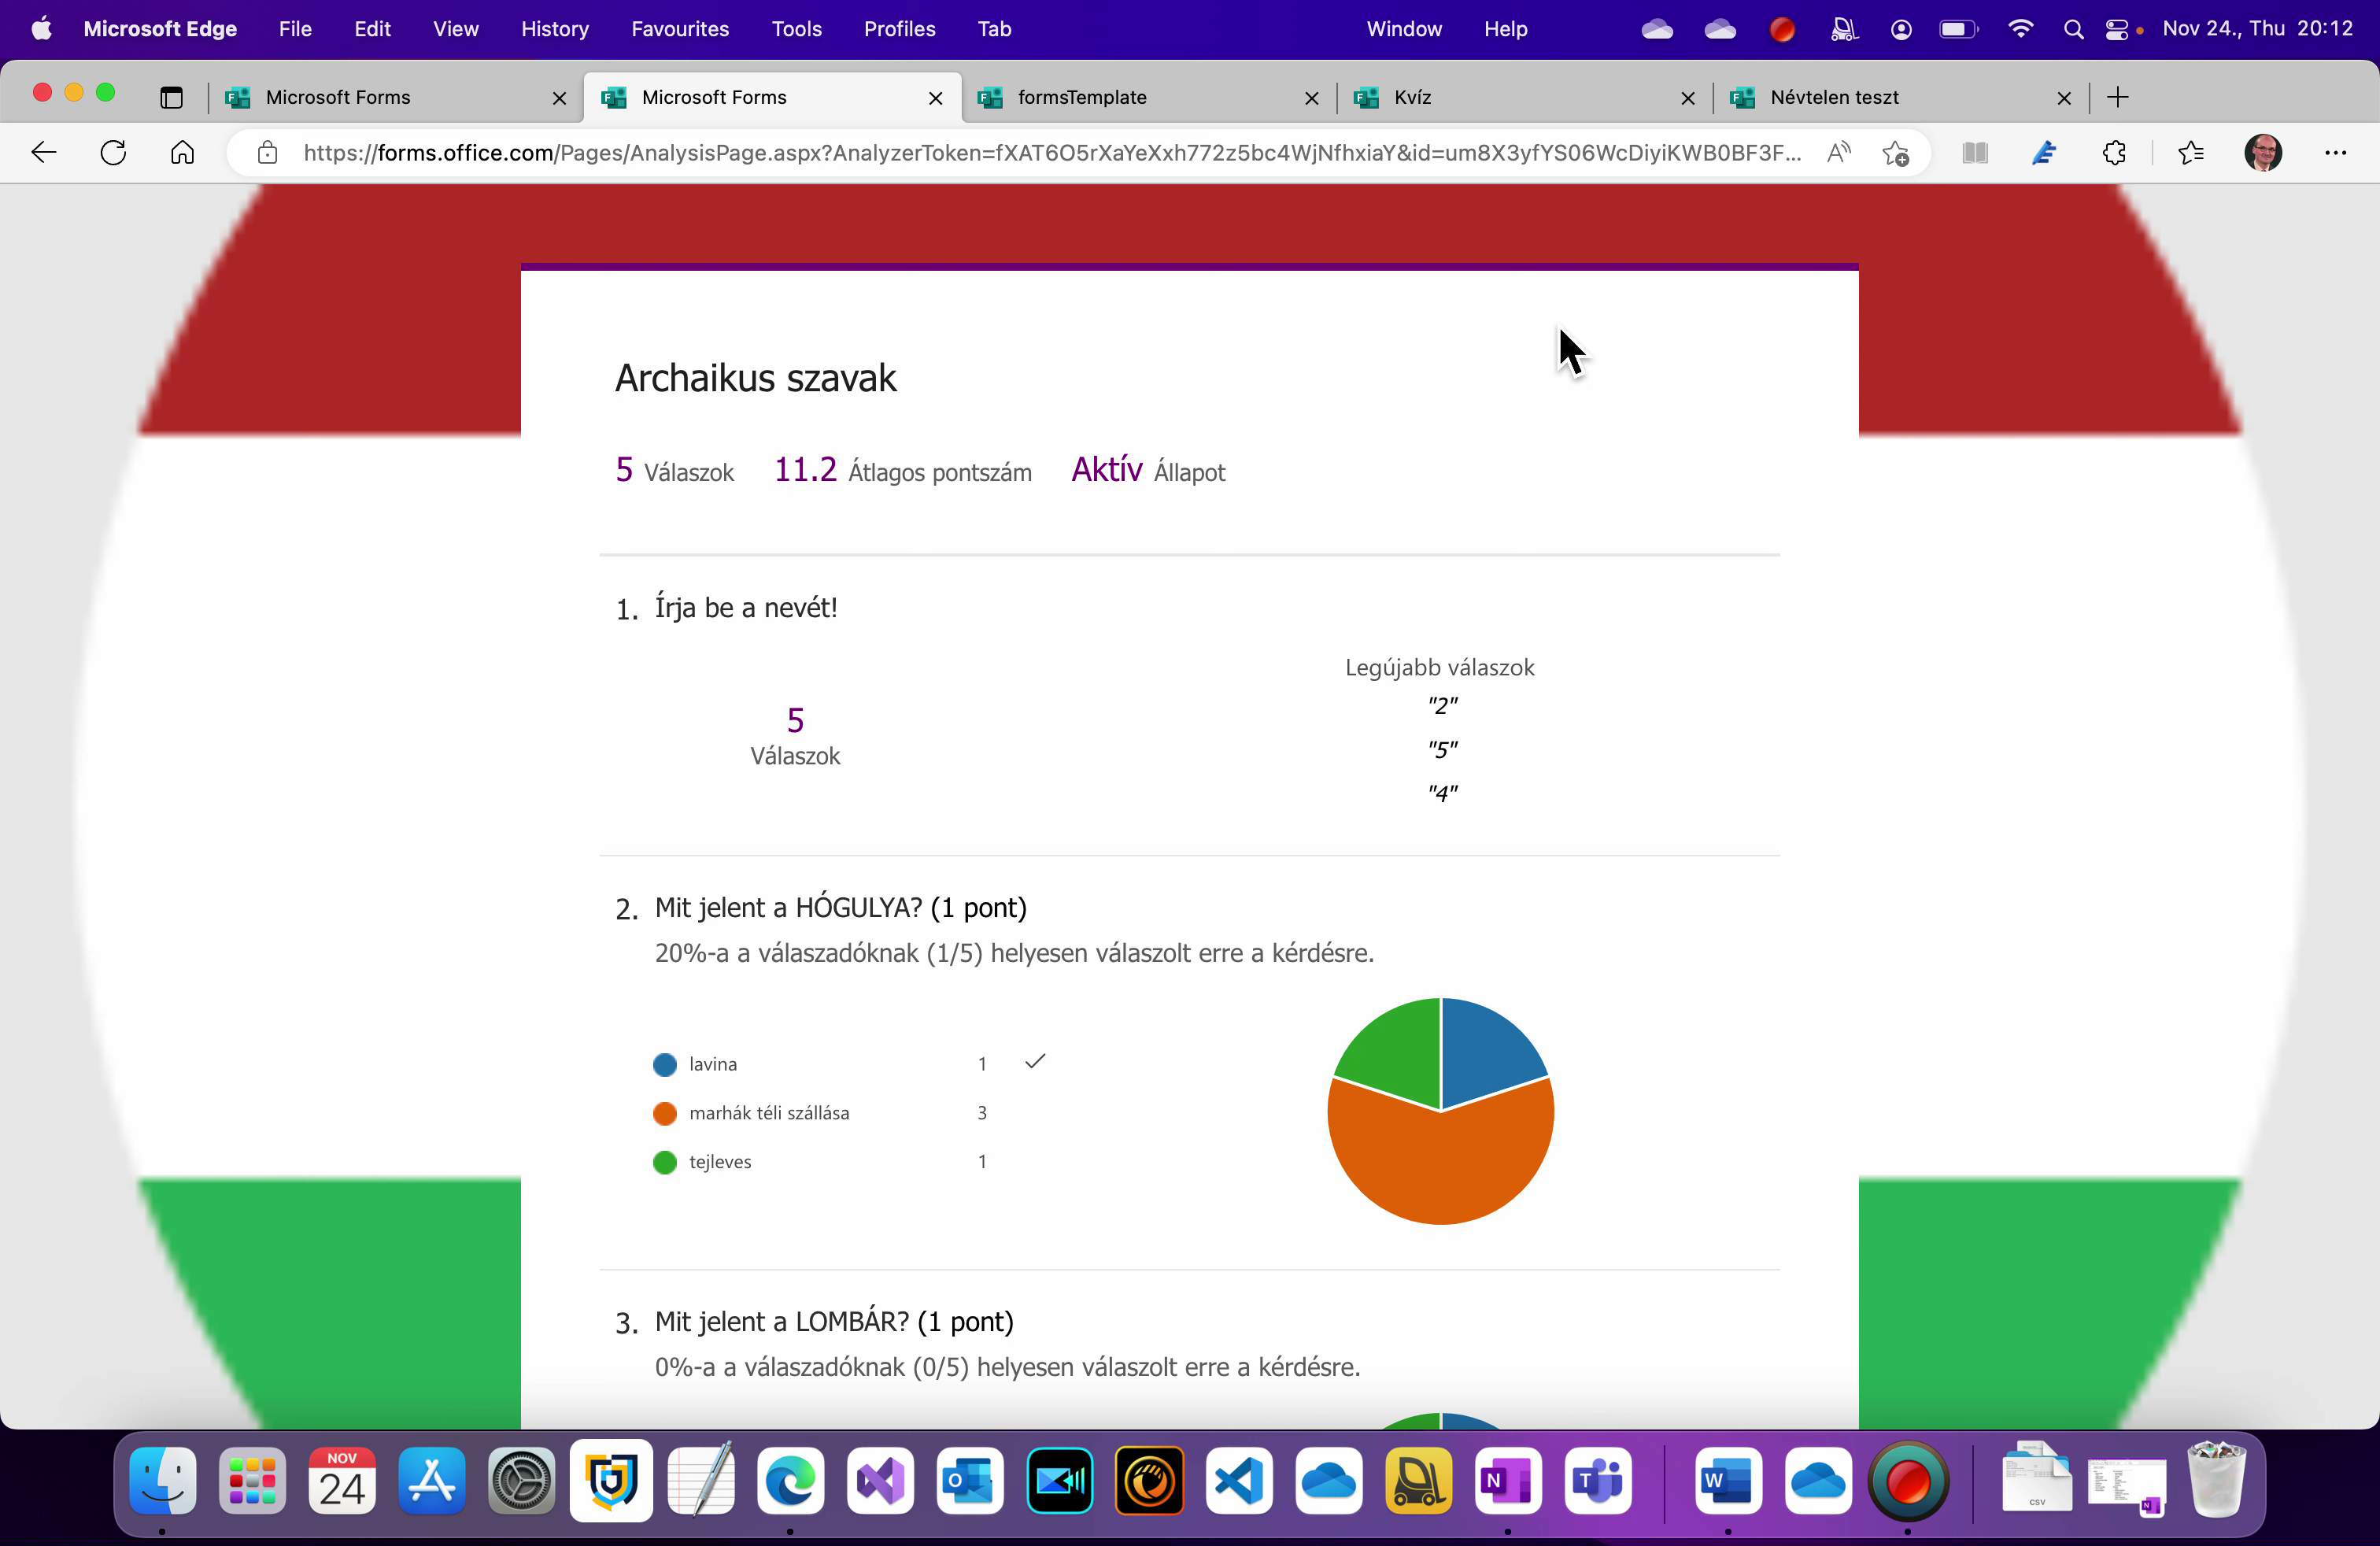 Microsoft Edge File Edit View History Favourites Tools Profiles Tab Window Help Nov 24., Thu 20:12
Microsoft Forms Microsoft Forms formsTemplate Kvíz Névtelen teszt
https://forms.office.com/Pages/AnalysisPage.aspx?AnalyzerToken=fXAT6O5rXaYeXxh772z5bc4WjNfhxiaY&id=um8X3yfYS06WcDiyiKWB0BF3F...
Archaikus szavak
5 Válaszok 11.2 Átlagos pontszám Aktív Állapot
1. Írja be a nevét!
Legújabb válaszok
"2"
5
"5"
Válaszok
"4"
2. Mit jelent a HÓGULYA? (1 pont)
20%-a a válaszadóknak (1/5) helyesen válaszolt erre a kérdésre.
lavina 1
marhák téli szállása 3
tejleves 1
3. Mit jelent a LOMBÁR? (1 pont)
0%-a a válaszadóknak (0/5) helyesen válaszolt erre a kérdésre.
NOV
24
CSV